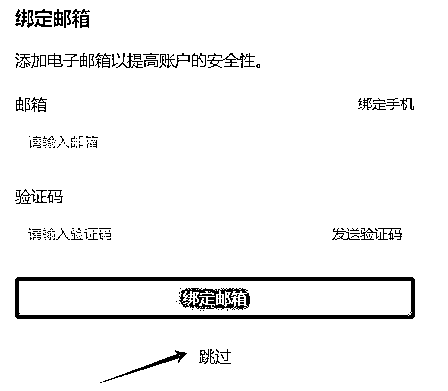 绑定邮箱
添加电子邮箱以提高账户的安全性。
邮箱 绑定手机
请输入邮箱
验证码
请输入验证码 发送验证码
绑定邮箱
跳过